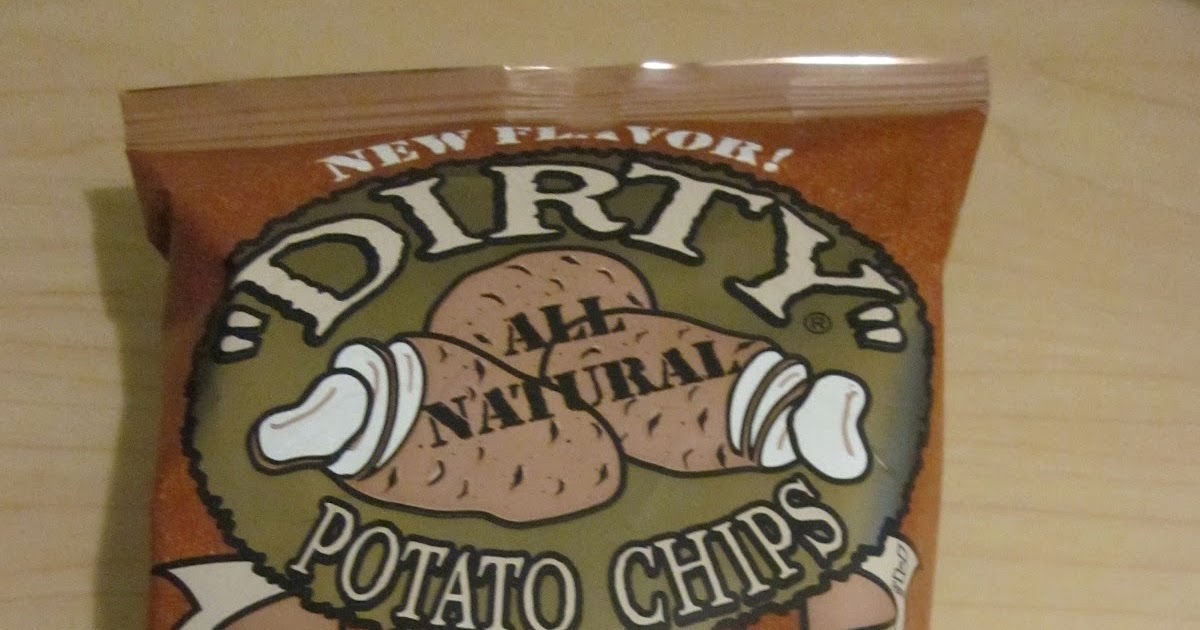 NEW FLAVOR!
"DIRTY"®
ALL
NATURAL
POTATO CHIPS